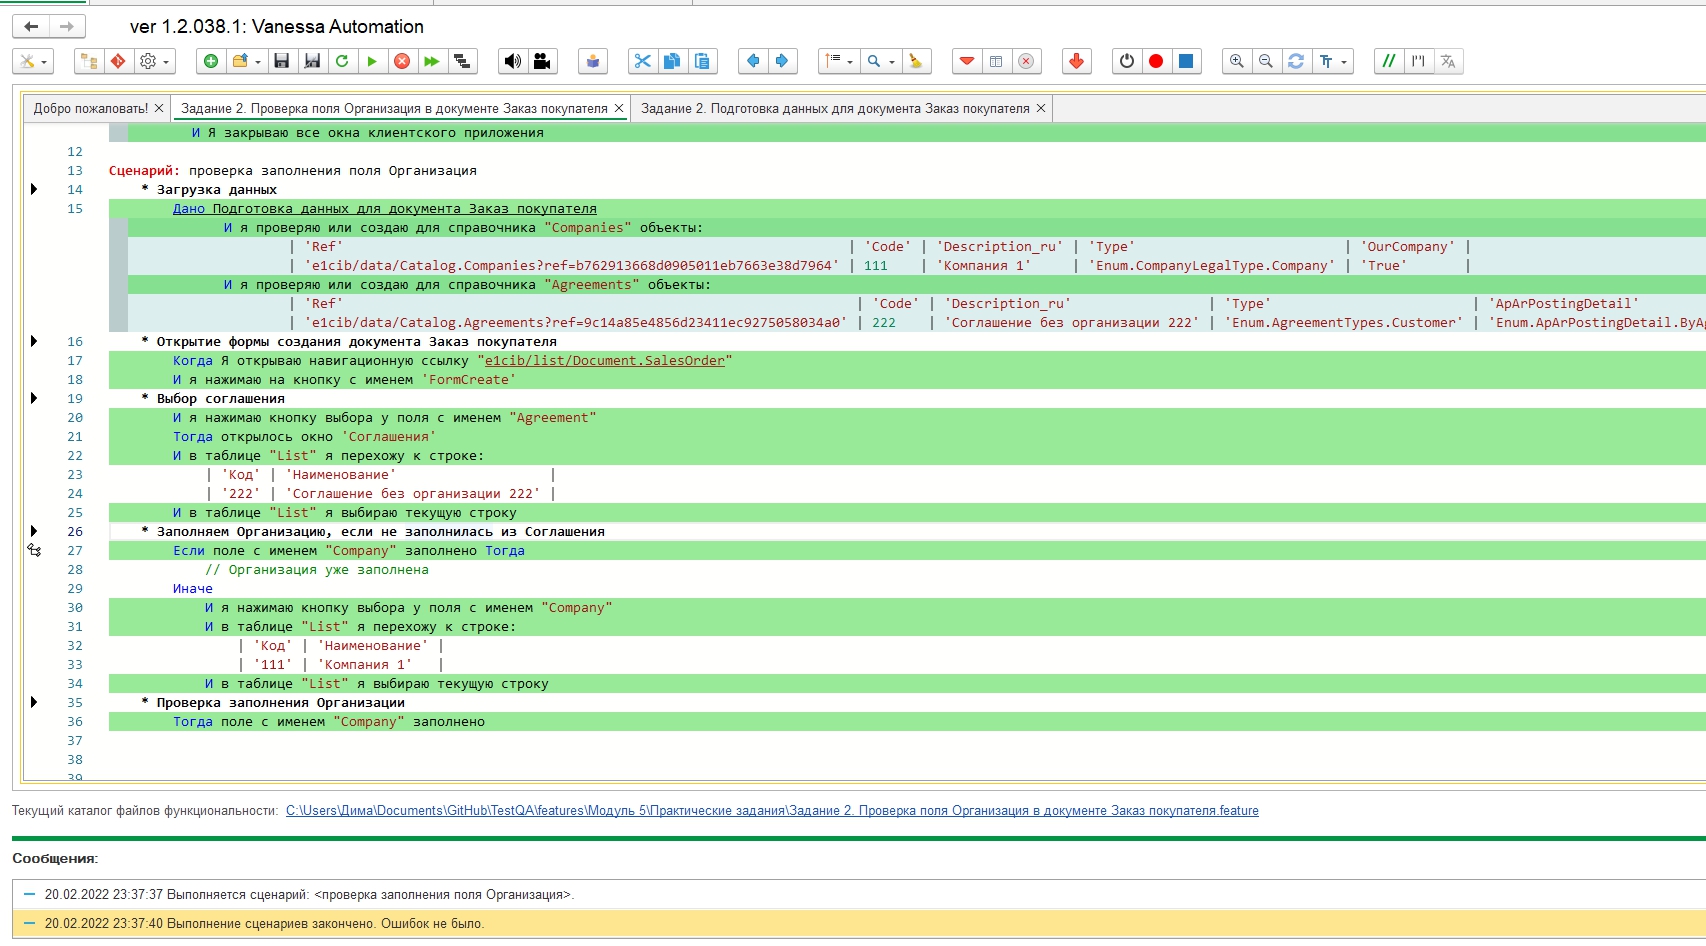 ver 1.2.038.1: Vanessa Automation
Добро пожаловать! × Задание 2. Проверка поля Организация в документе Заказ покупателя × Задание 2. Подготовка данных для документа Заказ покупателя ×
И Я закрываю все окна клиентского приложения
12
13 Сценарий: проверка заполнения поля Организация
14 * Загрузка данных
15 Дано Подготовка данных для документа Заказ покупателя
И я проверяю или создаю для справочника "Companies" объекты:
| 'Ref' | 'Code' | 'Description_ru' | 'Type' | 'OurCompany' |
| 'e1cib/data/Catalog.Companies?ref=b762913668d0905011eb7663e38d7964' | 111 | 'Компания 1' | 'Enum.CompanyLegalType.Company' | 'True' |
И я проверяю или создаю для справочника "Agreements" объекты:
| 'Ref' | 'Code' | 'Description_ru' | 'Type' | 'ApArPostingDetail'
| 'e1cib/data/Catalog.Agreements?ref=9c14a85e4856d23411ec9275058034a0' | 222 | 'Соглашение без организации 222' | 'Enum.AgreementTypes.Customer' | 'Enum.ApArPostingDetail.ByAg
16 * Открытие формы создания документа Заказ покупателя
17 Когда Я открываю навигационную ссылку "e1cib/list/Document.SalesOrder"
18 И я нажимаю на кнопку с именем 'FormCreate'
19 * Выбор соглашения
20 И я нажимаю кнопку выбора у поля с именем "Agreement"
21 Тогда открылось окно 'Соглашения'
22 И в таблице "List" я перехожу к строке:
23 | 'Код' | 'Наименование' |
24 | '222' | 'Соглашение без организации 222' |
25 И в таблице "List" я выбираю текущую строку
26 * Заполняем Организацию, если не заполнилась из Соглашения
27 Если поле с именем "Company" заполнено Тогда
28 // Организация уже заполнена
29 Иначе
30 И я нажимаю кнопку выбора у поля с именем "Company"
31 И в таблице "List" я перехожу к строке:
32 | 'Код' | 'Наименование' |
33 | '111' | 'Компания 1' |
34 И в таблице "List" я выбираю текущую строку
35 * Проверка заполнения Организации
36 Тогда поле с именем "Company" заполнено
37
38
39
Текущий каталог файлов функциональности: C:\Users\Дима\Documents\GitHub\TestQA\features\Модуль 5\Практические задания\Задание 2. Проверка поля Организация в документе Заказ покупателя.feature
Сообщения:
20.02.2022 23:37:37 Выполняется сценарий: <проверка заполнения поля Организация>.
20.02.2022 23:37:40 Выполнение сценариев закончено. Ошибок не было.